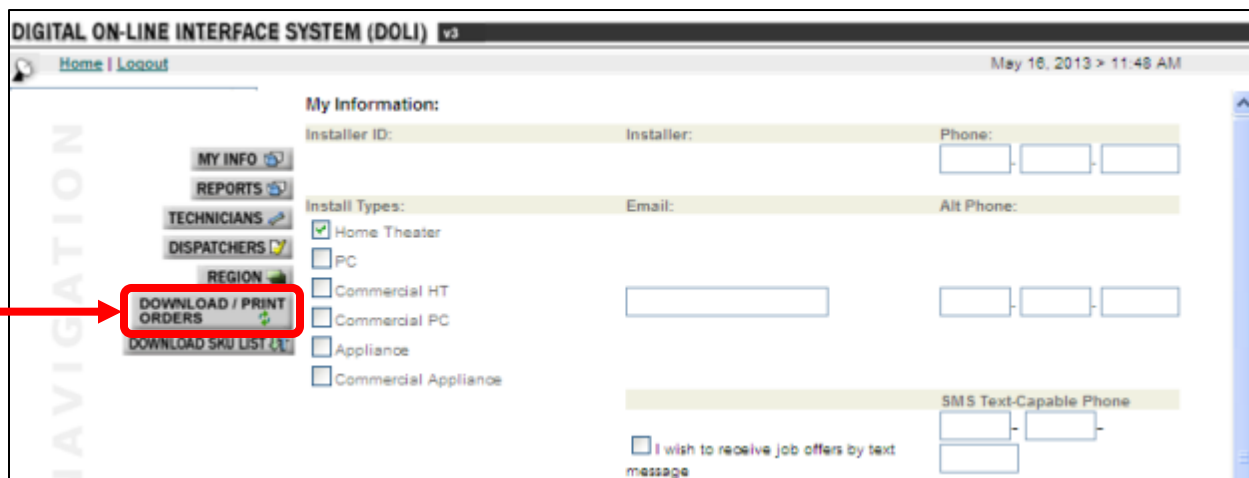 DIGITAL ON-LINE INTERFACE SYSTEM (DOLI) v3
Home | Logout
May 16, 2013 > 11:48 AM
NAVIGATION
MY INFO
REPORTS
TECHNICIANS
DISPATCHERS
REGION
DOWNLOAD / PRINT
ORDERS
DOWNLOAD SKU LIST
My Information:
Installer ID: Installer: Phone:
- -
Install Types: Email: Alt Phone:
Home Theater
PC
Commercial HT
Commercial PC
- -
Appliance
Commercial Appliance
SMS Text-Capable Phone
- -
I wish to receive job offers by text
message